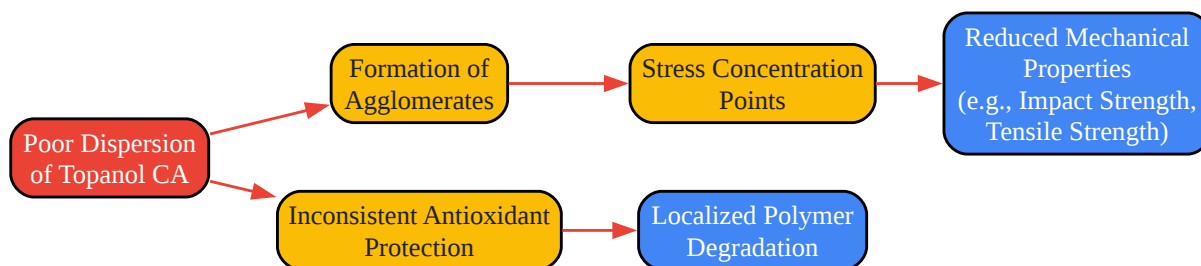 Poor Dispersion
of Topanol CA
Formation of
Agglomerates
Stress Concentration
Points
Reduced Mechanical
Properties
(e.g., Impact Strength,
Tensile Strength)
Inconsistent Antioxidant
Protection
Localized Polymer
Degradation